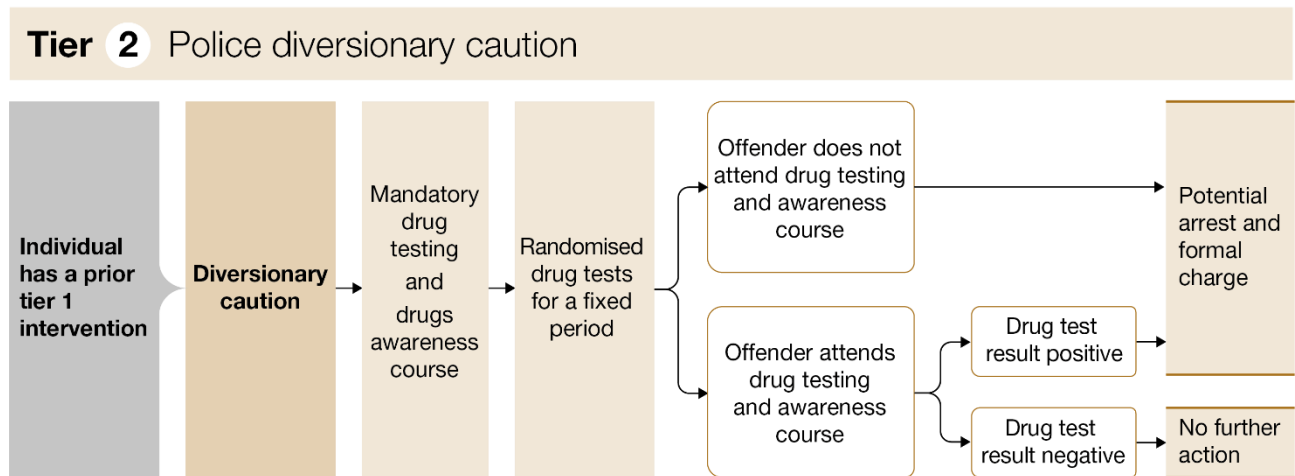 Tier 2 Police diversionary caution
Individual
has a prior
tier 1
intervention
Diversionary
caution
Mandatory
drug
testing
and
drugs
awareness
course
Randomised
drug tests
for a fixed
period
Offender does not
attend drug testing
and awareness
course
Offender attends
drug testing
and awareness
course
Drug test
result positive
Drug test
result negative
Potential
arrest and
formal
charge
No further
action